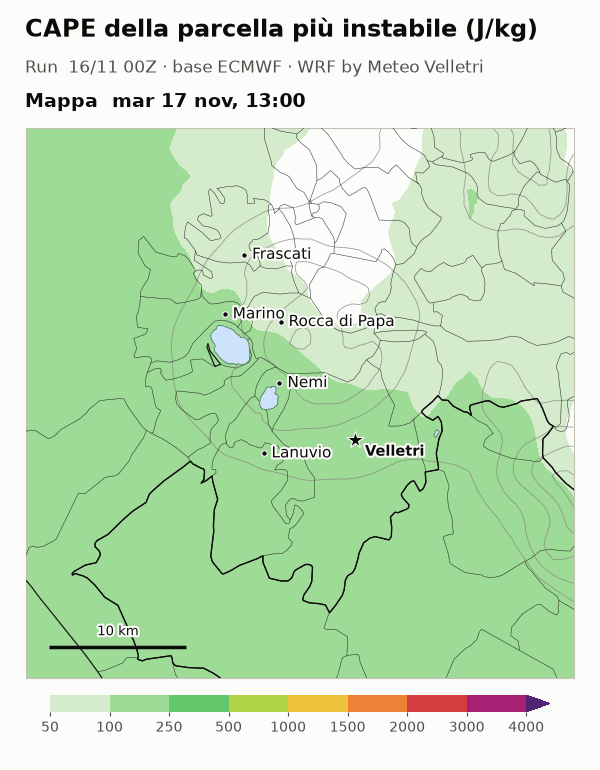 CAPE della parcella più instabile (J/kg)
Run  16/11 00Z · base ECMWF · WRF by Meteo Velletri
Mappa  mar 17 nov, 13:00
Frascati
Marino
Rocca di Papa
Nemi
Velletri
Lanuvio
10 km
50 100 250 500 1000 1500 2000 3000 4000